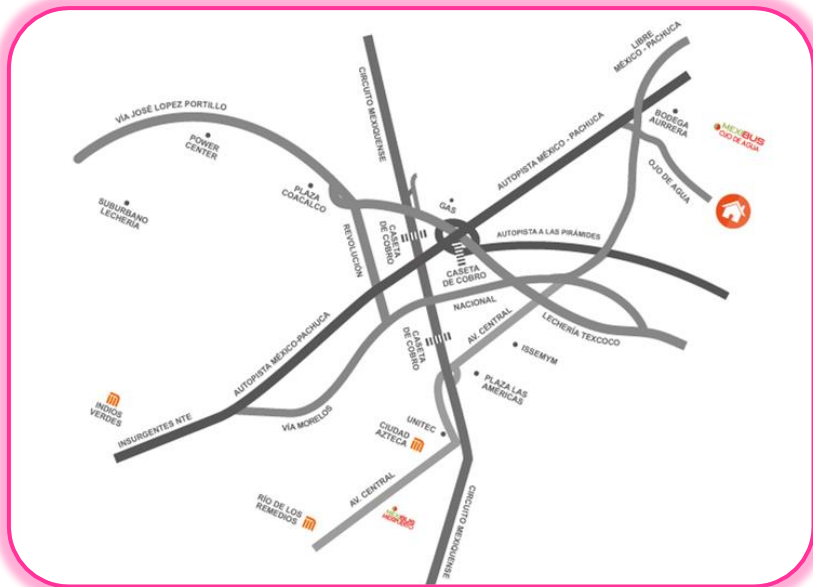 LIBRE
MÉXICO - PACHUCA
CIRCUITO MEXIQUENSE
VÍA JOSÉ LOPEZ PORTILLO
POWER
CENTER
AUTOPISTA MÉXICO - PACHUCA
BODEGA
AURRERA
MEXIBUS
OJO DE AGUA
OJO DE AGUA
PLAZA
COACALCO
SUBURBANO
LECHERÍA
GAS
REVOLUCIÓN
CASETA
DE COBRO
AUTOPISTA A LAS PIRÁMIDES
CASETA
DE COBRO
NACIONAL
AV. CENTRAL
LECHERÍA TEXCOCO
CASETA
DE COBRO
ISSEMYM
AUTOPISTA MÉXICO-PACHUCA
PLAZA LAS
AMÉRICAS
INDIOS
VERDES
INSURGENTES NTE
VÍA MORELOS
UNITEC
CIUDAD
AZTECA
AV. CENTRAL
RÍO DE LOS
REMEDIOS
MEXIBUS
CIRCUITO MEXIQUENSE